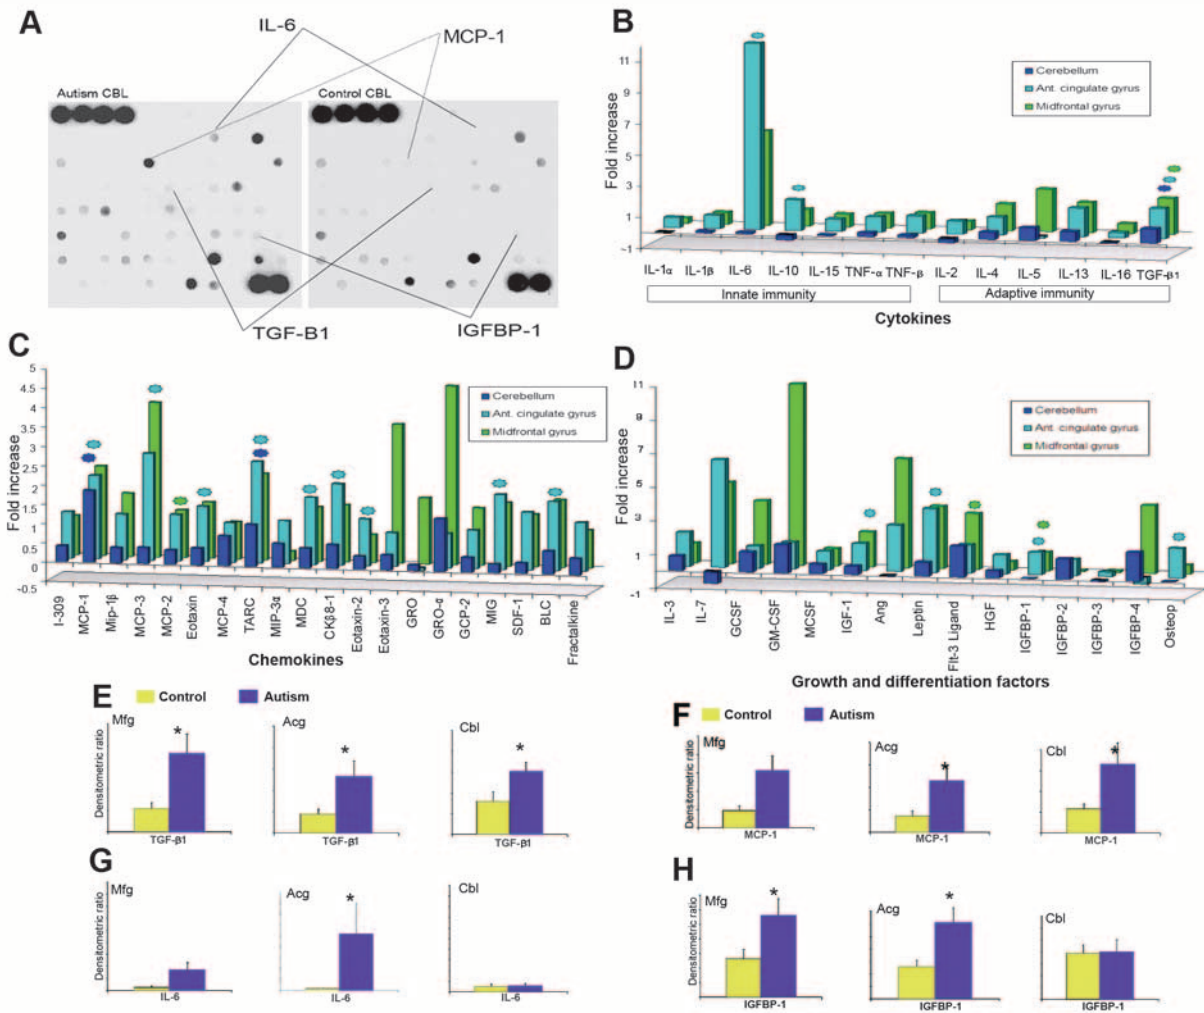 A
IL-6
MCP-1
Autism CBL
Control CBL
TGF-B1
IGFBP-1
B
Fold increase
11
9
7
5
3
1
-1
Cerebellum
Ant. cingulate gyrus
Midfrontal gyrus
IL-1α IL-1β IL-6 IL-10 IL-15 TNF-α TNF-β IL-2 IL-4 IL-5 IL-13 IL-16 TGF-β1
Innate immunity
Adaptive immunity
Cytokines
C
Fold increase
5
4.5
4
3.5
3
2.5
2
1.5
1
0.5
0
-0.5
Cerebellum
Ant. cingulate gyrus
Midfrontal gyrus
I-309
MCP-1
Mip-1β
MCP-3
MCP-2
Eotaxin
MCP-4
TARC
MIP-3α
MDC
CKβ8-1
Eotaxin-2
Eotaxin-3
GRO
GRO-α
GCP-2
MIG
SDF-1
BLC
Fractalkine
Chemokines
D
Fold increase
11
9
7
5
3
1
-1
Cerebellum
Ant. cingulate gyrus
Midfrontal gyrus
IL-3
IL-7
GCSF
GM-CSF
MCSF
IGF-1
Ang
Leptin
Flt-3 Ligand
HGF
IGFBP-1
IGFBP-2
IGFBP-3
IGFBP-4
Osteop
Growth and differentiation factors
E
Control
Autism
Densitometric ratio
Mfg
*
TGF-β1
Acg
*
TGF-β1
Cbl
*
TGF-β1
F
Control
Autism
Densitometric ratio
Mfg
MCP-1
Acg
*
MCP-1
Cbl
*
MCP-1
G
Densitometric ratio
Mfg
IL-6
Acg
*
IL-6
Cbl
IL-6
H
Densitometric ratio
Mfg
*
IGFBP-1
Acg
*
IGFBP-1
Cbl
IGFBP-1